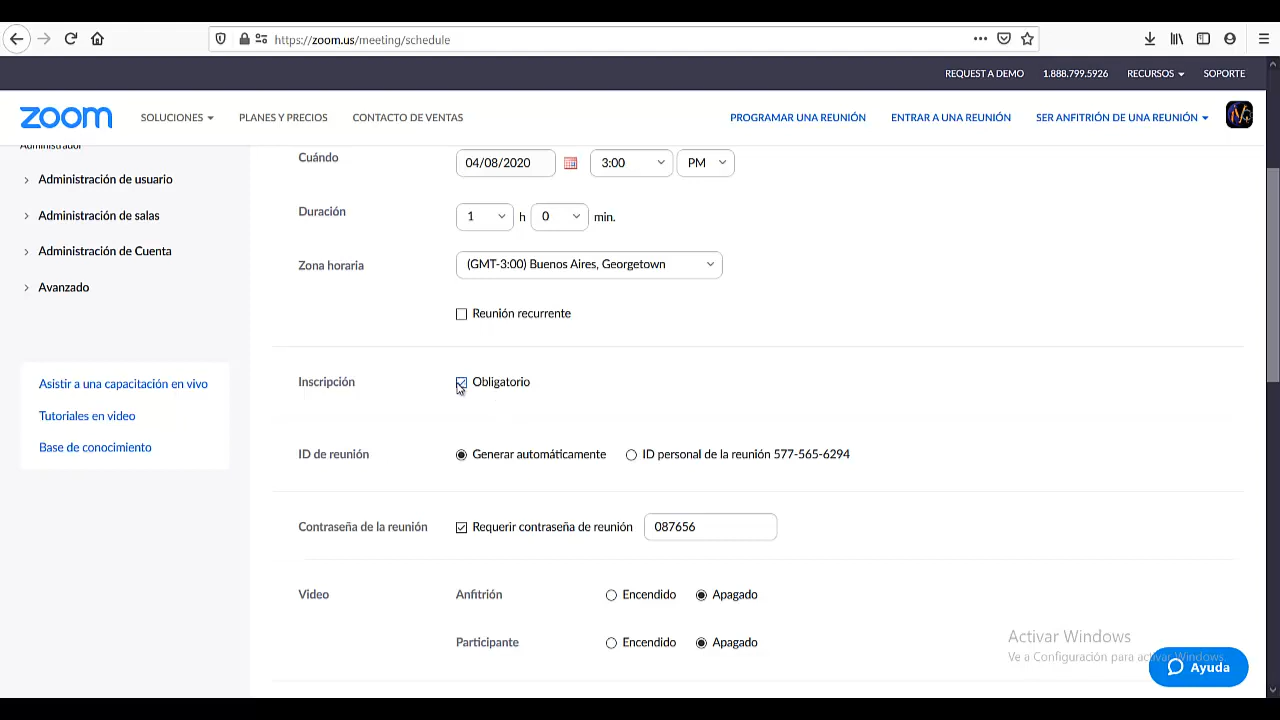 https://zoom.us/meeting/schedule
REQUEST A DEMO 1.888.799.5926 RECURSOS SOPORTE
zoom SOLUCIONES PLANES Y PRECIOS CONTACTO DE VENTAS PROGRAMAR UNA REUNIÓN ENTRAR A UNA REUNIÓN SER ANFITRIÓN DE UNA REUNIÓN
Administrador
Administración de usuario
Administración de salas
Administración de Cuenta
Avanzado
Asistir a una capacitación en vivo
Tutoriales en video
Base de conocimiento
Cuándo 04/08/2020 3:00 PM
Duración 1 h 0 min.
Zona horaria (GMT-3:00) Buenos Aires, Georgetown
Reunión recurrente
Inscripción Obligatorio
ID de reunión Generar automáticamente ID personal de la reunión 577-565-6294
Contraseña de la reunión Requerir contraseña de reunión 087656
Video Anfitrión Encendido Apagado
Participante Encendido Apagado
Activar Windows
Ve a Configuración para activar Windows.
Ayuda